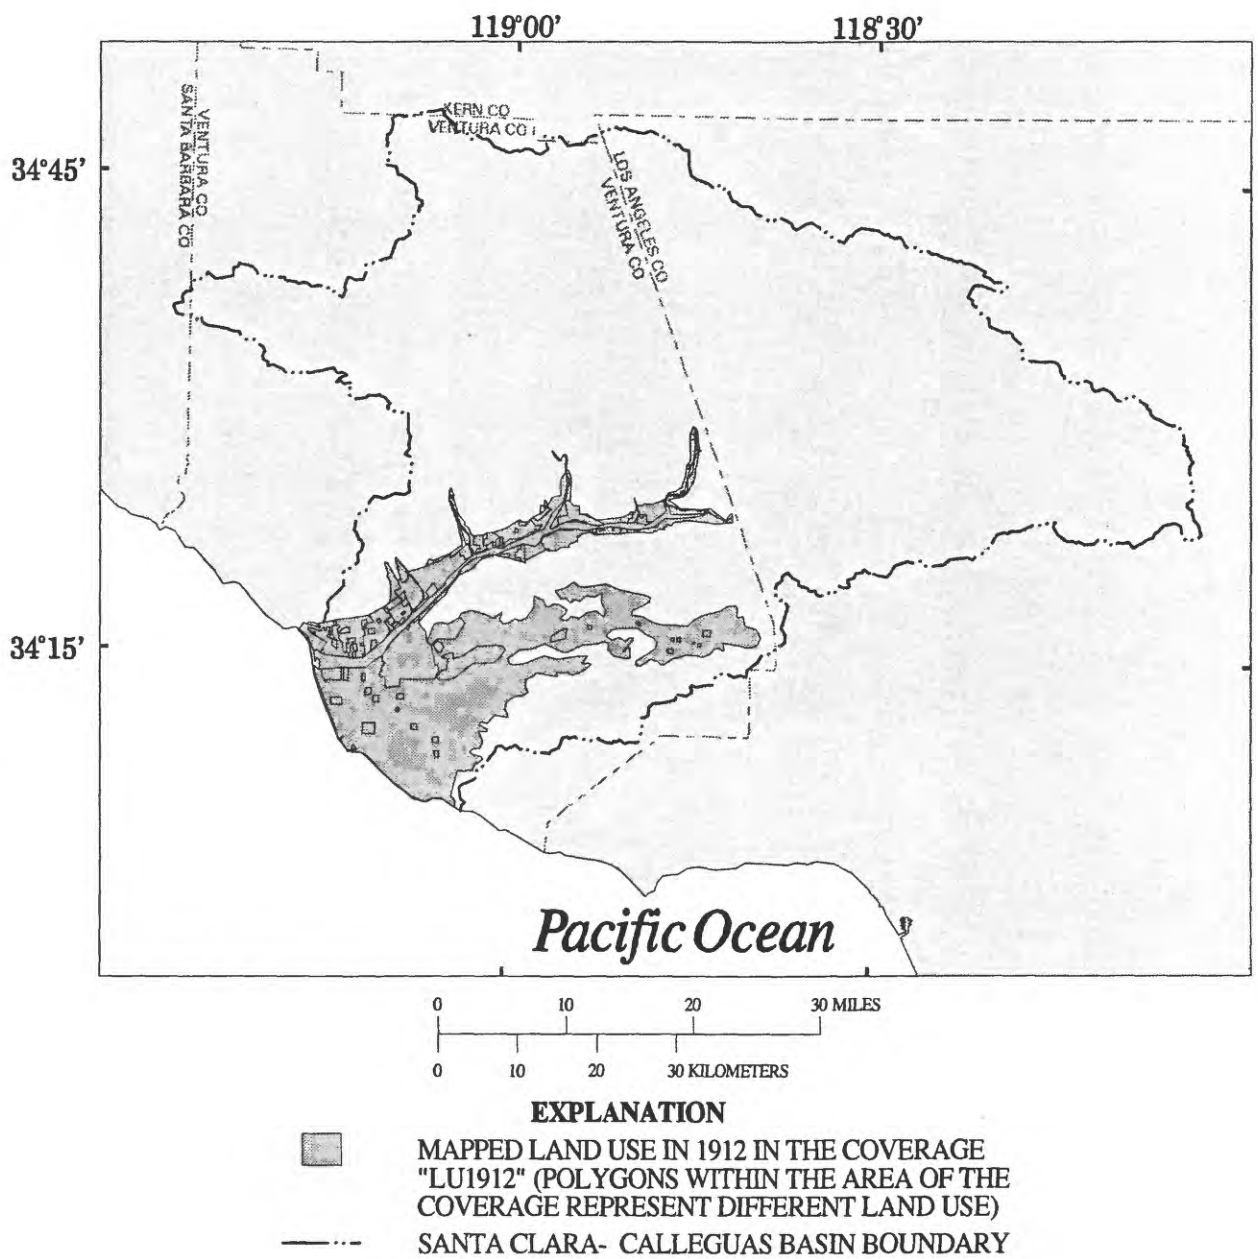 119°00' 118°30'
KERN CO
VENTURA CO
VENTURA CO
SANTA BARBARA CO
LOS ANGELES CO
VENTURA CO
34°45'
34°15'
Pacific Ocean
0 10 20 30 MILES
0 10 20 30 KILOMETERS
EXPLANATION
MAPPED LAND USE IN 1912 IN THE COVERAGE
"LU1912" (POLYGONS WITHIN THE AREA OF THE
COVERAGE REPRESENT DIFFERENT LAND USE)
SANTA CLARA- CALLEGUAS BASIN BOUNDARY